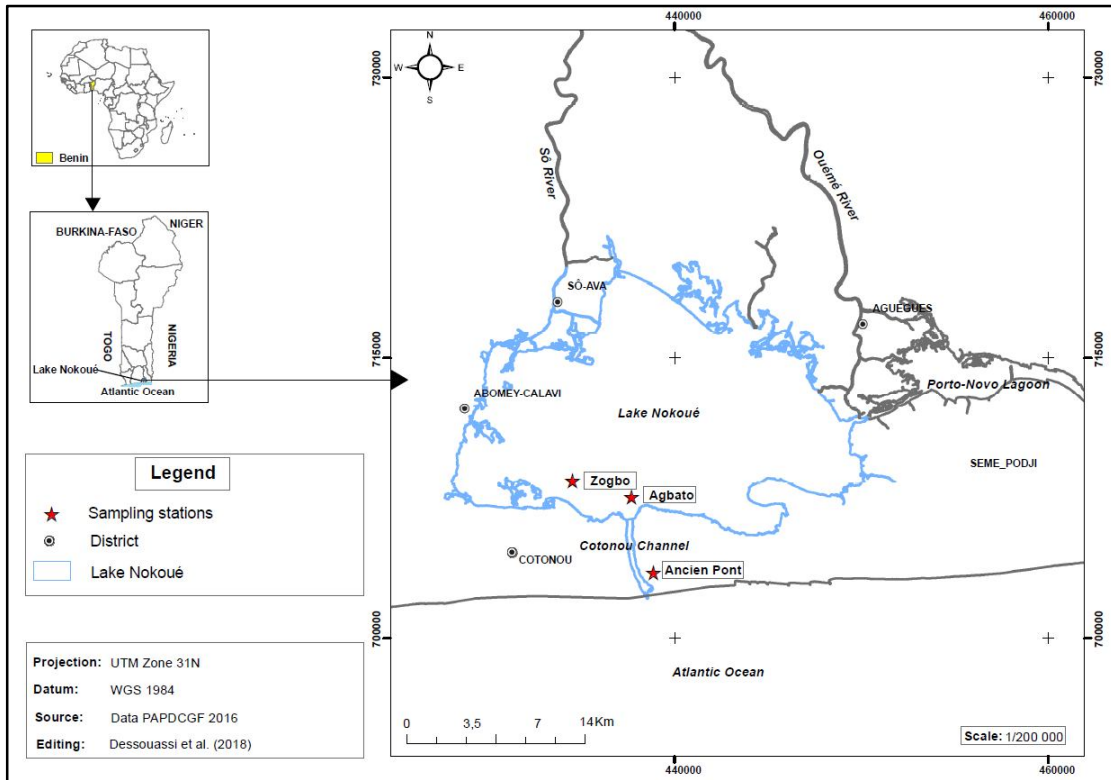 Benin
BURKINA-FASO
NIGER
TOGO
NIGERIA
Lake Nokoué
Atlantic Ocean
Legend
Sampling stations
District
Lake Nokoué
Projection: UTM Zone 31N
Datum: WGS 1984
Source: Data PAPDCGF 2016
Editing: Dessouassi et al. (2018)
440000
460000
730000
730000
N
W
E
S
Sô River
Ouémé River
SÔ-AVA
AGUEGUES
715000
715000
Porto-Novo Lagoon
ABOMEY-CALAVI
Lake Nokoué
SEME_PODJI
Zogbo
Agbato
Cotonou Channel
COTONOU
Ancien Pont
700000
700000
Atlantic Ocean
0 3,5 7 14Km
Scale: 1/200 000
440000
460000